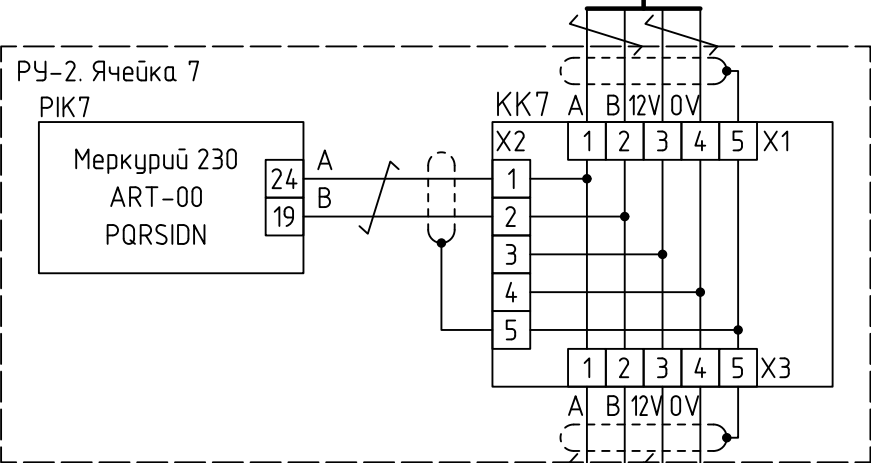 РУ-2. Ячейка 7
PIK7
Меркурий 230
ART-00
PQRSIDN
24 A
19 B
KK7
A B 12V 0V
X2 1 2 3 4 5 X1
1
2
3
4
5
1 2 3 4 5 X3
A B 12V 0V